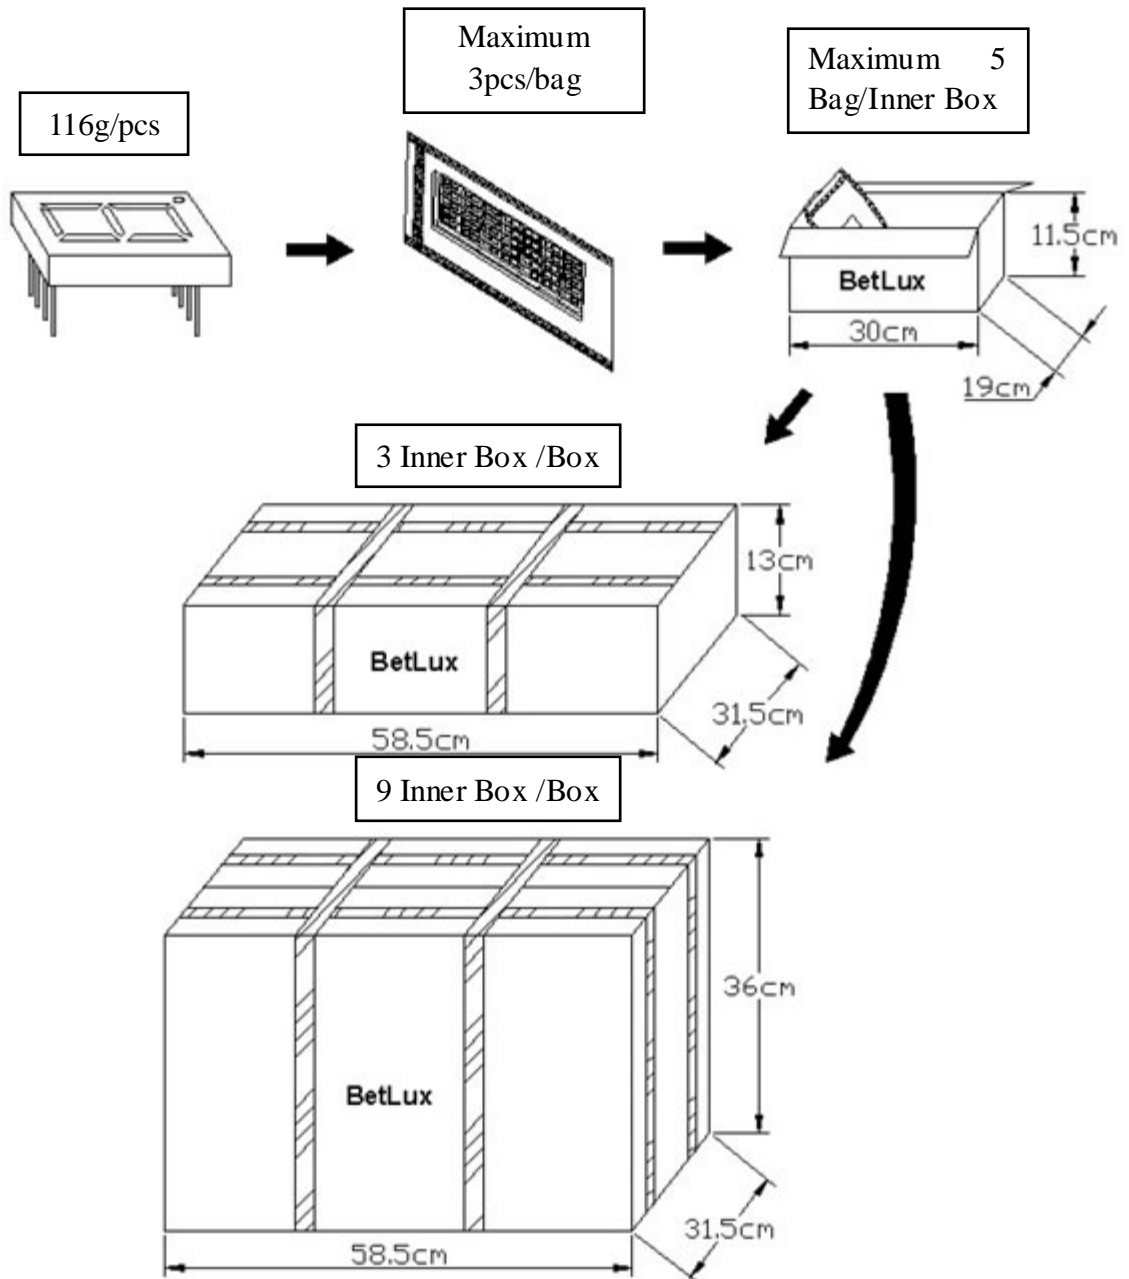 116g/pcs
Maximum
3pcs/bag
Maximum 5
Bag/Inner Box
BetLux
11.5cm
30cm
19cm
3 Inner Box /Box
BetLux
13cm
31.5cm
58.5cm
9 Inner Box /Box
BetLux
36cm
31.5cm
58.5cm